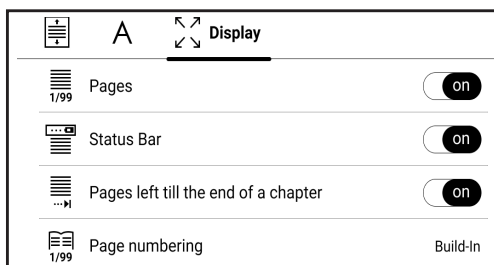 A Display
1/99 Pages on
Status Bar on
Pages left till the end of a chapter on
1/99 Page numbering Build-In